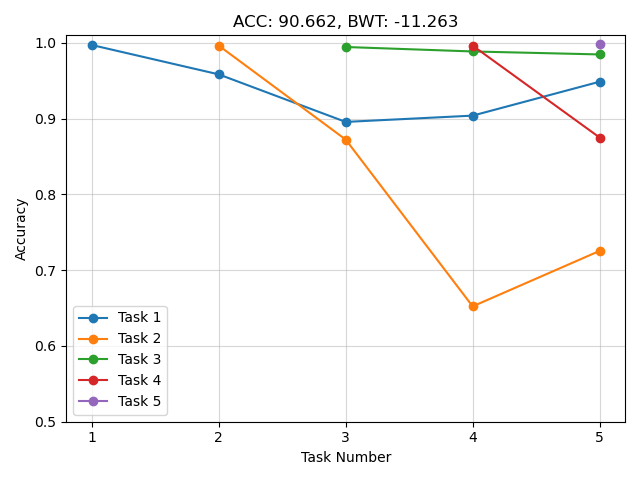 ACC: 90.662, BWT: -11.263
1.0
0.9
0.8
0.7
0.6
0.5
Accuracy
Task 1
Task 2
Task 3
Task 4
Task 5
1 2 3 4 5
Task Number